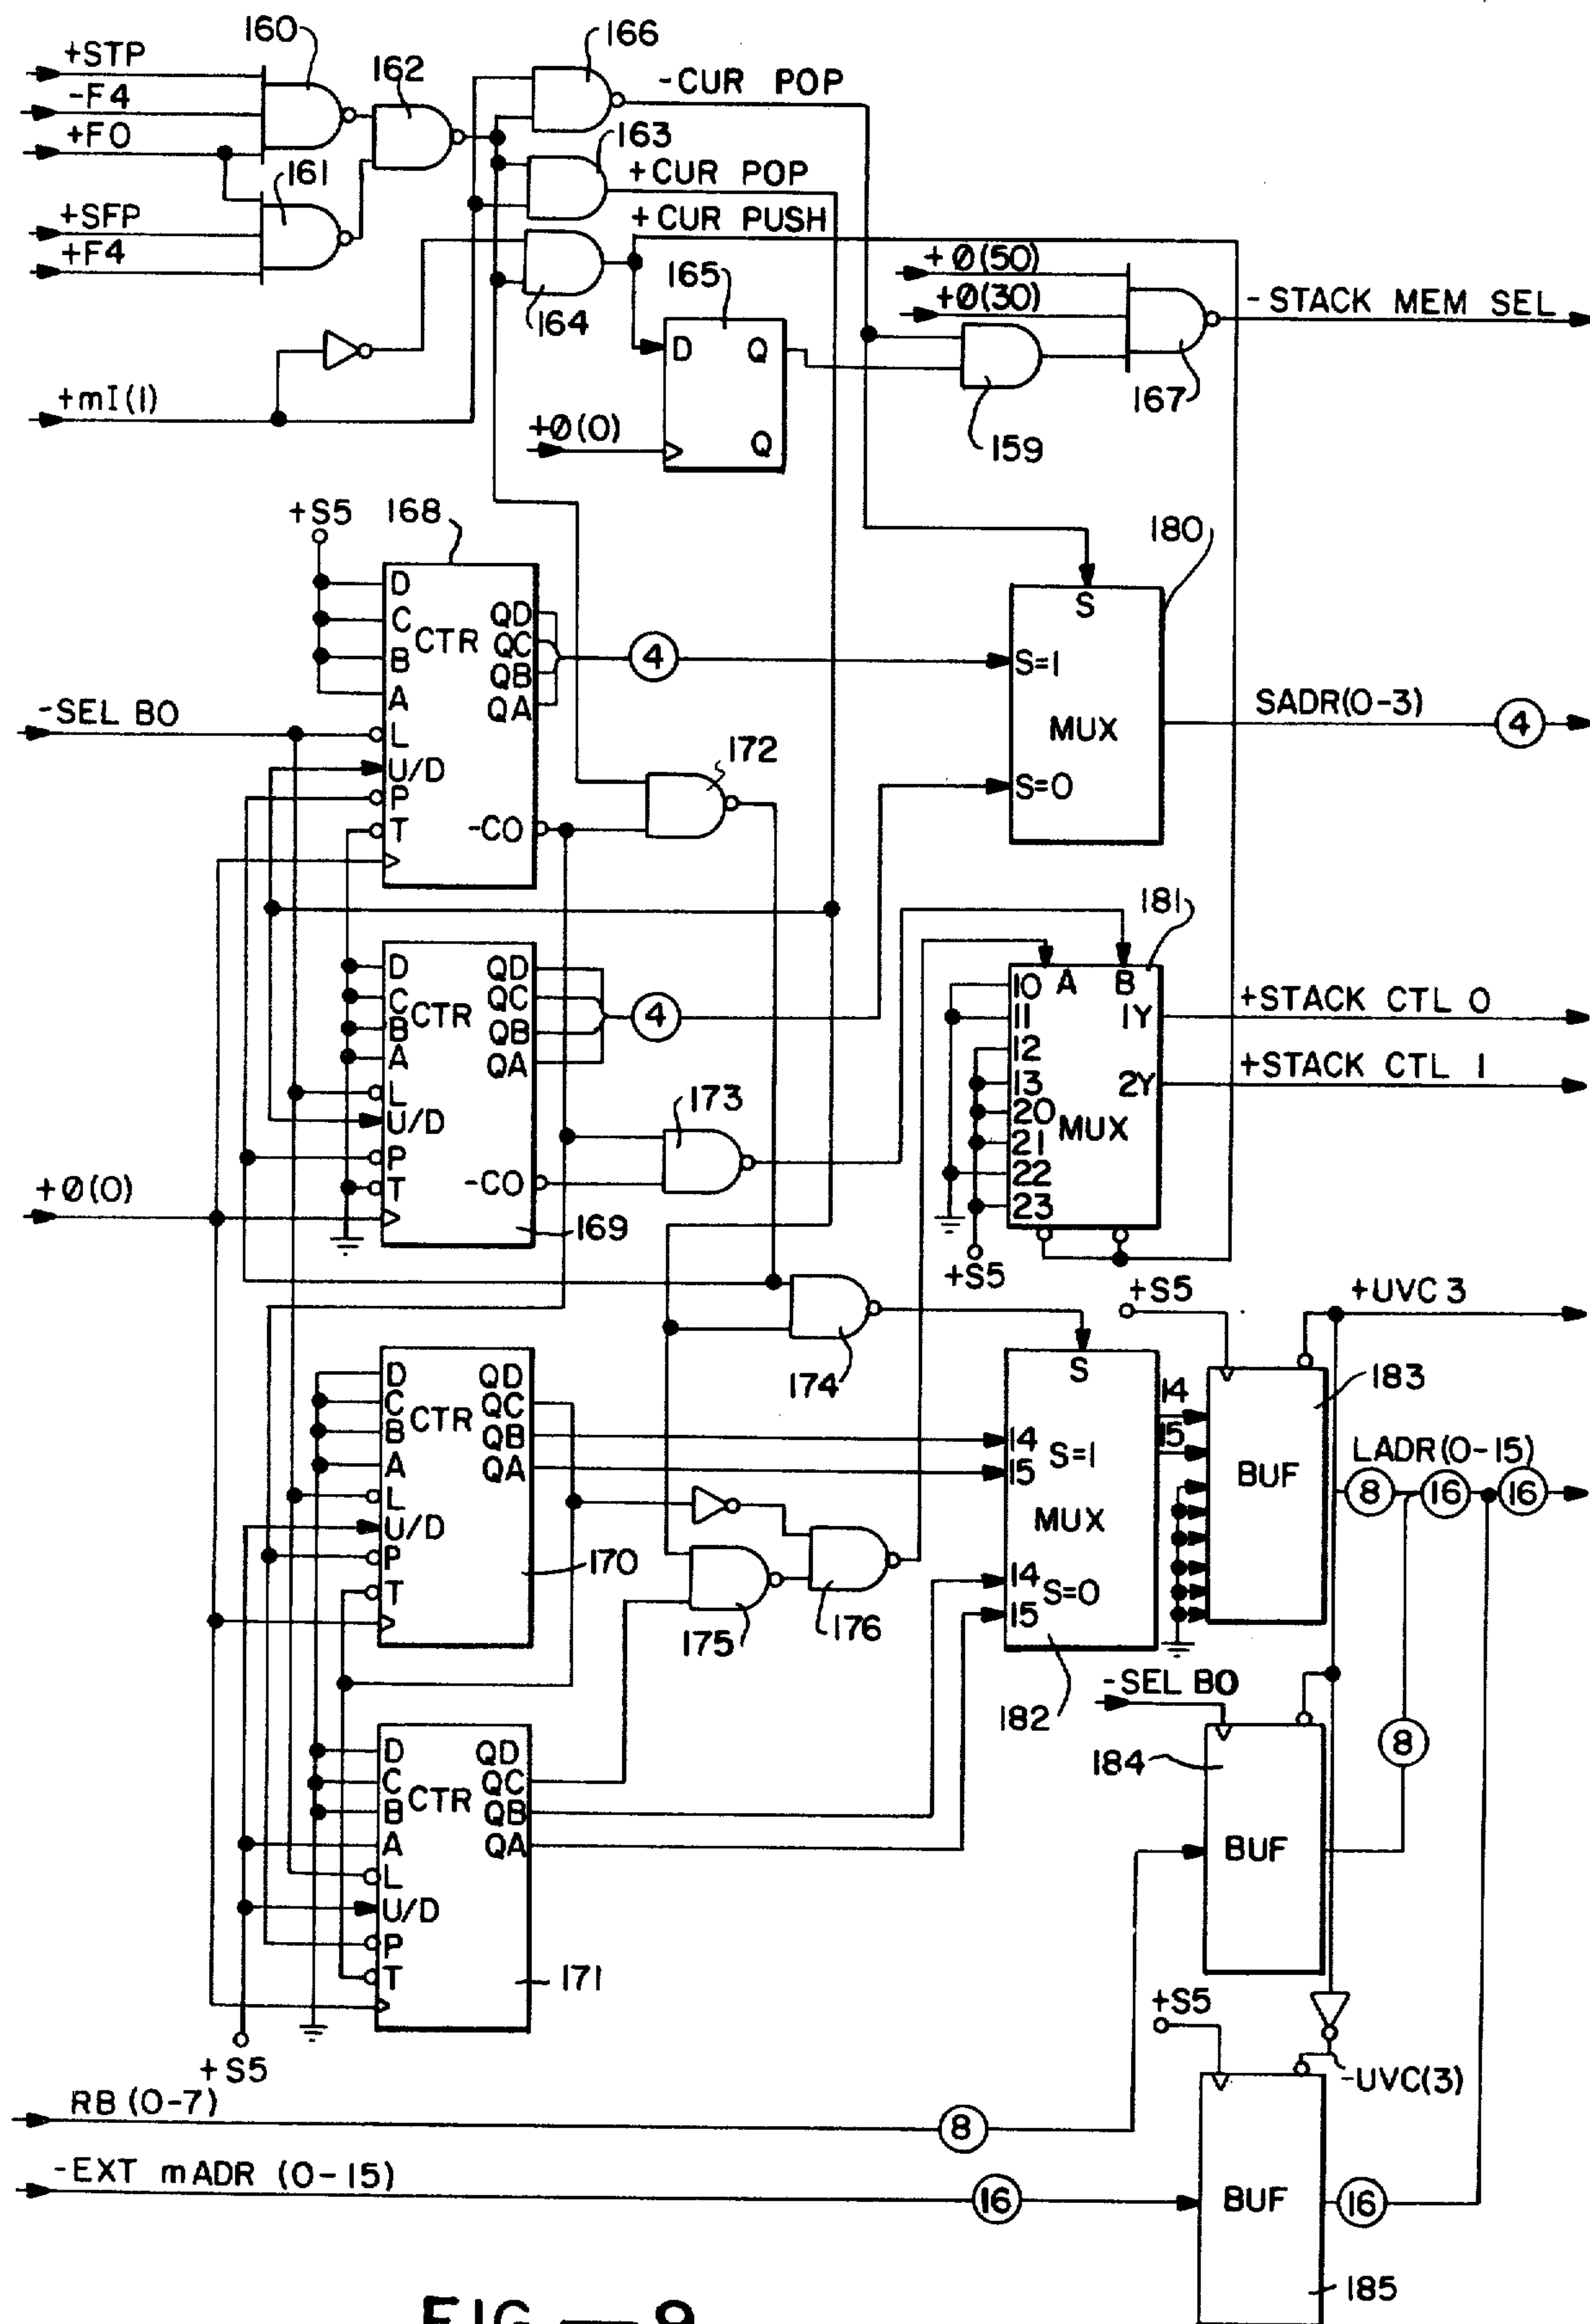 160
166
+STP
162
-CUR POP
-F4
+F0
163
161
+CUR POP
+SFP
+CUR PUSH
+F4
+Ø(50)
165
+Ø(30)
-STACK MEM SEL
164
D Q
+mI(1)
167
+Ø(0)
Q
159
+S5
168
180
D
C
CTR
B
A
QD
QC
QB
QA
4
S
S=1
MUX
S=0
SADR(0-3)
4
-SEL B0
L
U/D
P
T
-CO
172
181
D
C
CTR
B
A
QD
QC
QB
QA
4
L
U/D
P
T
-CO
173
169
+Ø(0)
A B
10
11
12
13
20
21
22
23
MUX
1Y
2Y
+STACK CTL 0
+STACK CTL 1
+S5
+S5
+UVC 3
174
183
D
C
CTR
B
A
QD
QC
QB
QA
L
U/D
P
T
170
175
176
S
14
15
S=1
MUX
14
15
S=0
182
14
15
BUF
LADR(0-15)
8
16
16
-SEL B0
184
8
BUF
D
C
CTR
B
A
QD
QC
QB
QA
L
U/D
P
T
171
+S5
+S5
-UVC(3)
RB (0-7)
8
-EXT mADR (0-15)
16
BUF
16
185
FIG — 9